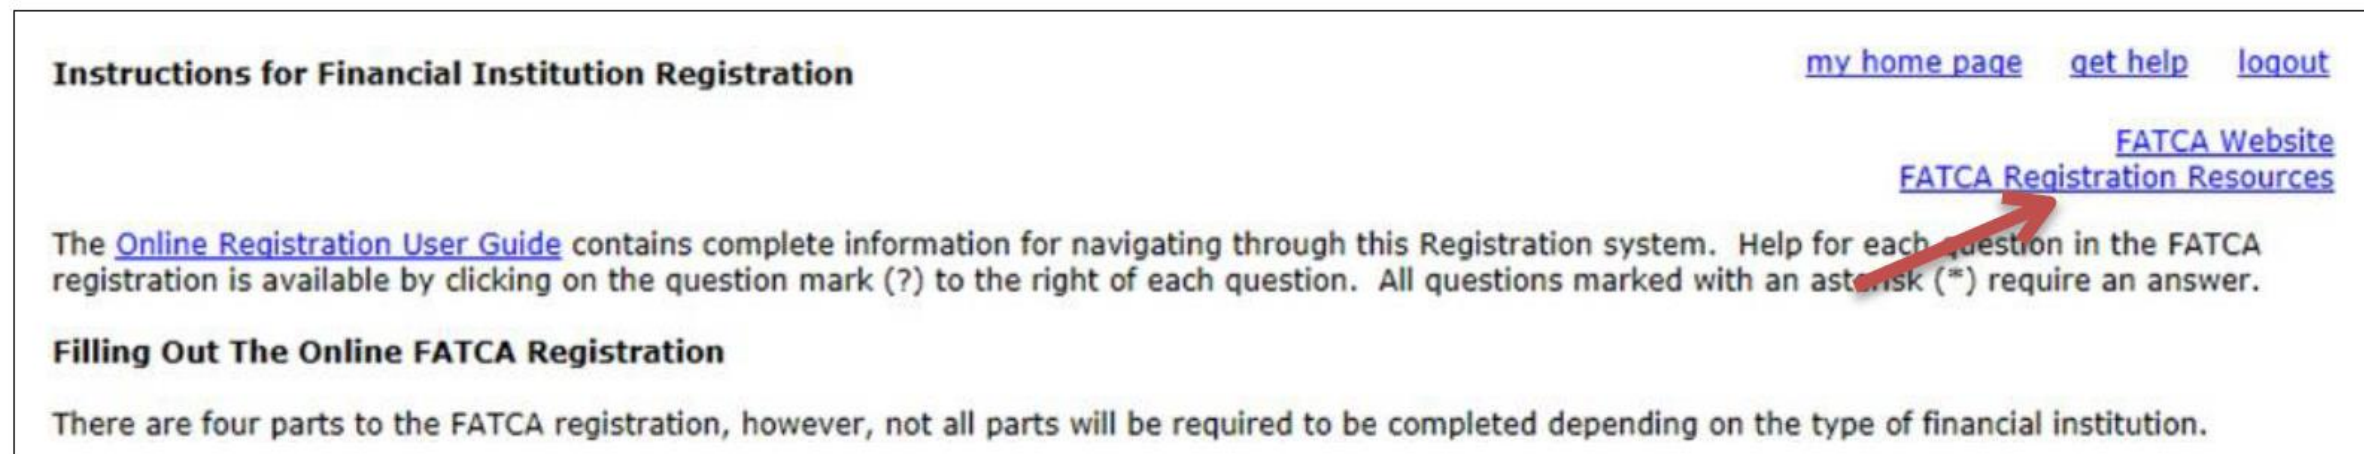 Instructions for Financial Institution Registration
my home page get help logout
FATCA Website
FATCA Registration Resources
The Online Registration User Guide contains complete information for navigating through this Registration system. Help for each question in the FATCA
registration is available by clicking on the question mark (?) to the right of each question. All questions marked with an asterisk (*) require an answer.
Filling Out The Online FATCA Registration
There are four parts to the FATCA registration, however, not all parts will be required to be completed depending on the type of financial institution.